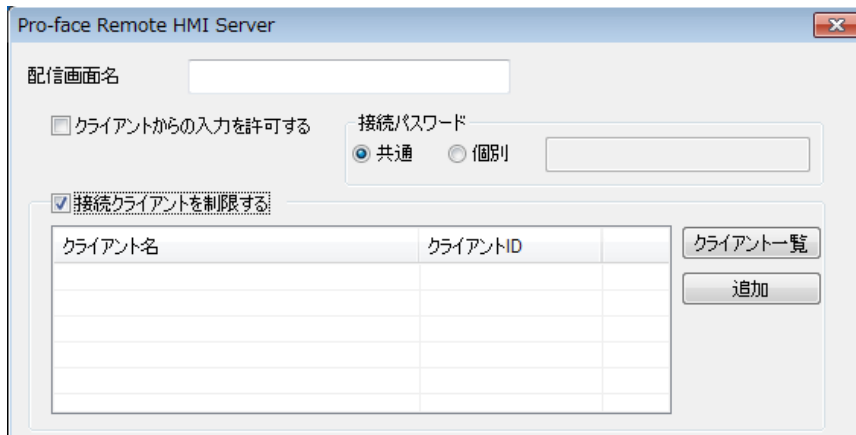 Pro-face Remote HMI Server
配信画面名
クライアントからの入力を許可する
接続パスワード
共通 個別
接続クライアントを制限する
クライアント名 クライアントID
クライアント一覧
追加